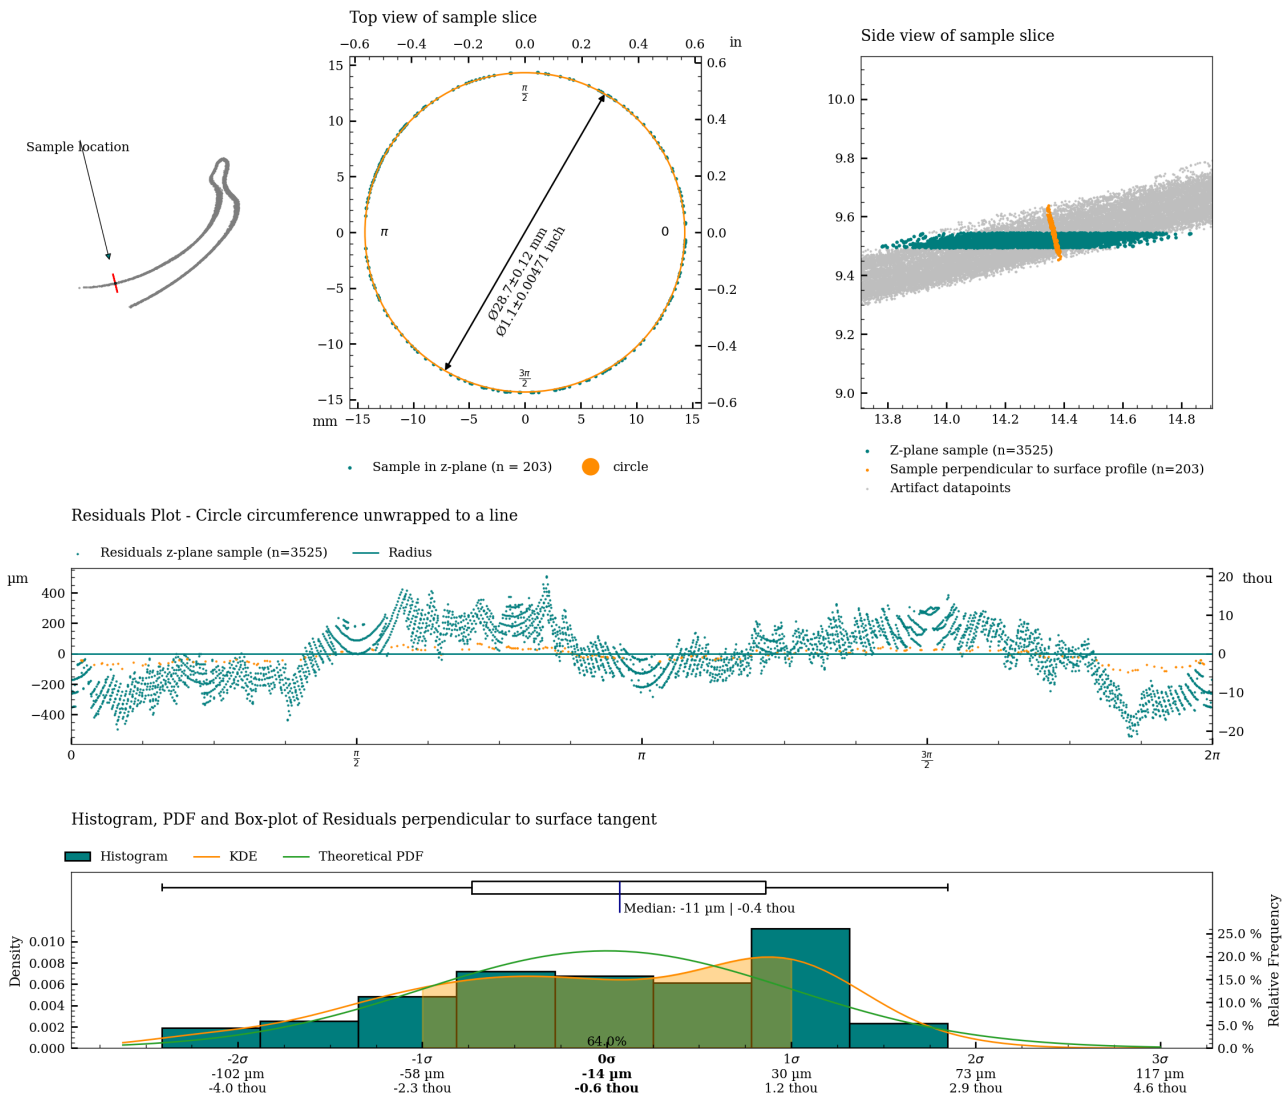 Top view of sample slice
−0.6 −0.4 −0.2 0.0 0.2 0.4 0.6 in
Side view of sample slice
Sample location
15
10
5
0
−5
−10
−15
π/2
π
0
3π/2
Ø28.7±0.12 mm
Ø1.1±0.00471 inch
0.6
0.4
0.2
0.0
−0.2
−0.4
−0.6
mm −15 −10 −5 0 5 10 15
Sample in z-plane (n = 203) circle
10.0
9.8
9.6
9.4
9.2
9.0
13.8 14.0 14.2 14.4 14.6 14.8
Z-plane sample (n=3525)
Sample perpendicular to surface profile (n=203)
Artifact datapoints
Residuals Plot - Circle circumference unwrapped to a line
Residuals z-plane sample (n=3525) Radius
µm
400
200
0
−200
−400
20 thou
10
0
−10
−20
0 π/2 π 3π/2 2π
Histogram, PDF and Box-plot of Residuals perpendicular to surface tangent
Histogram KDE Theoretical PDF
Median: -11 µm | -0.4 thou
Density
0.010
0.008
0.006
0.004
0.002
0.000
64.0%
25.0 %
20.0 %
15.0 %
10.0 %
5.0 %
0.0 %
Relative Frequency
-2σ -1σ 0σ 1σ 2σ 3σ
-102 µm -58 µm -14 µm 30 µm 73 µm 117 µm
-4.0 thou -2.3 thou -0.6 thou 1.2 thou 2.9 thou 4.6 thou